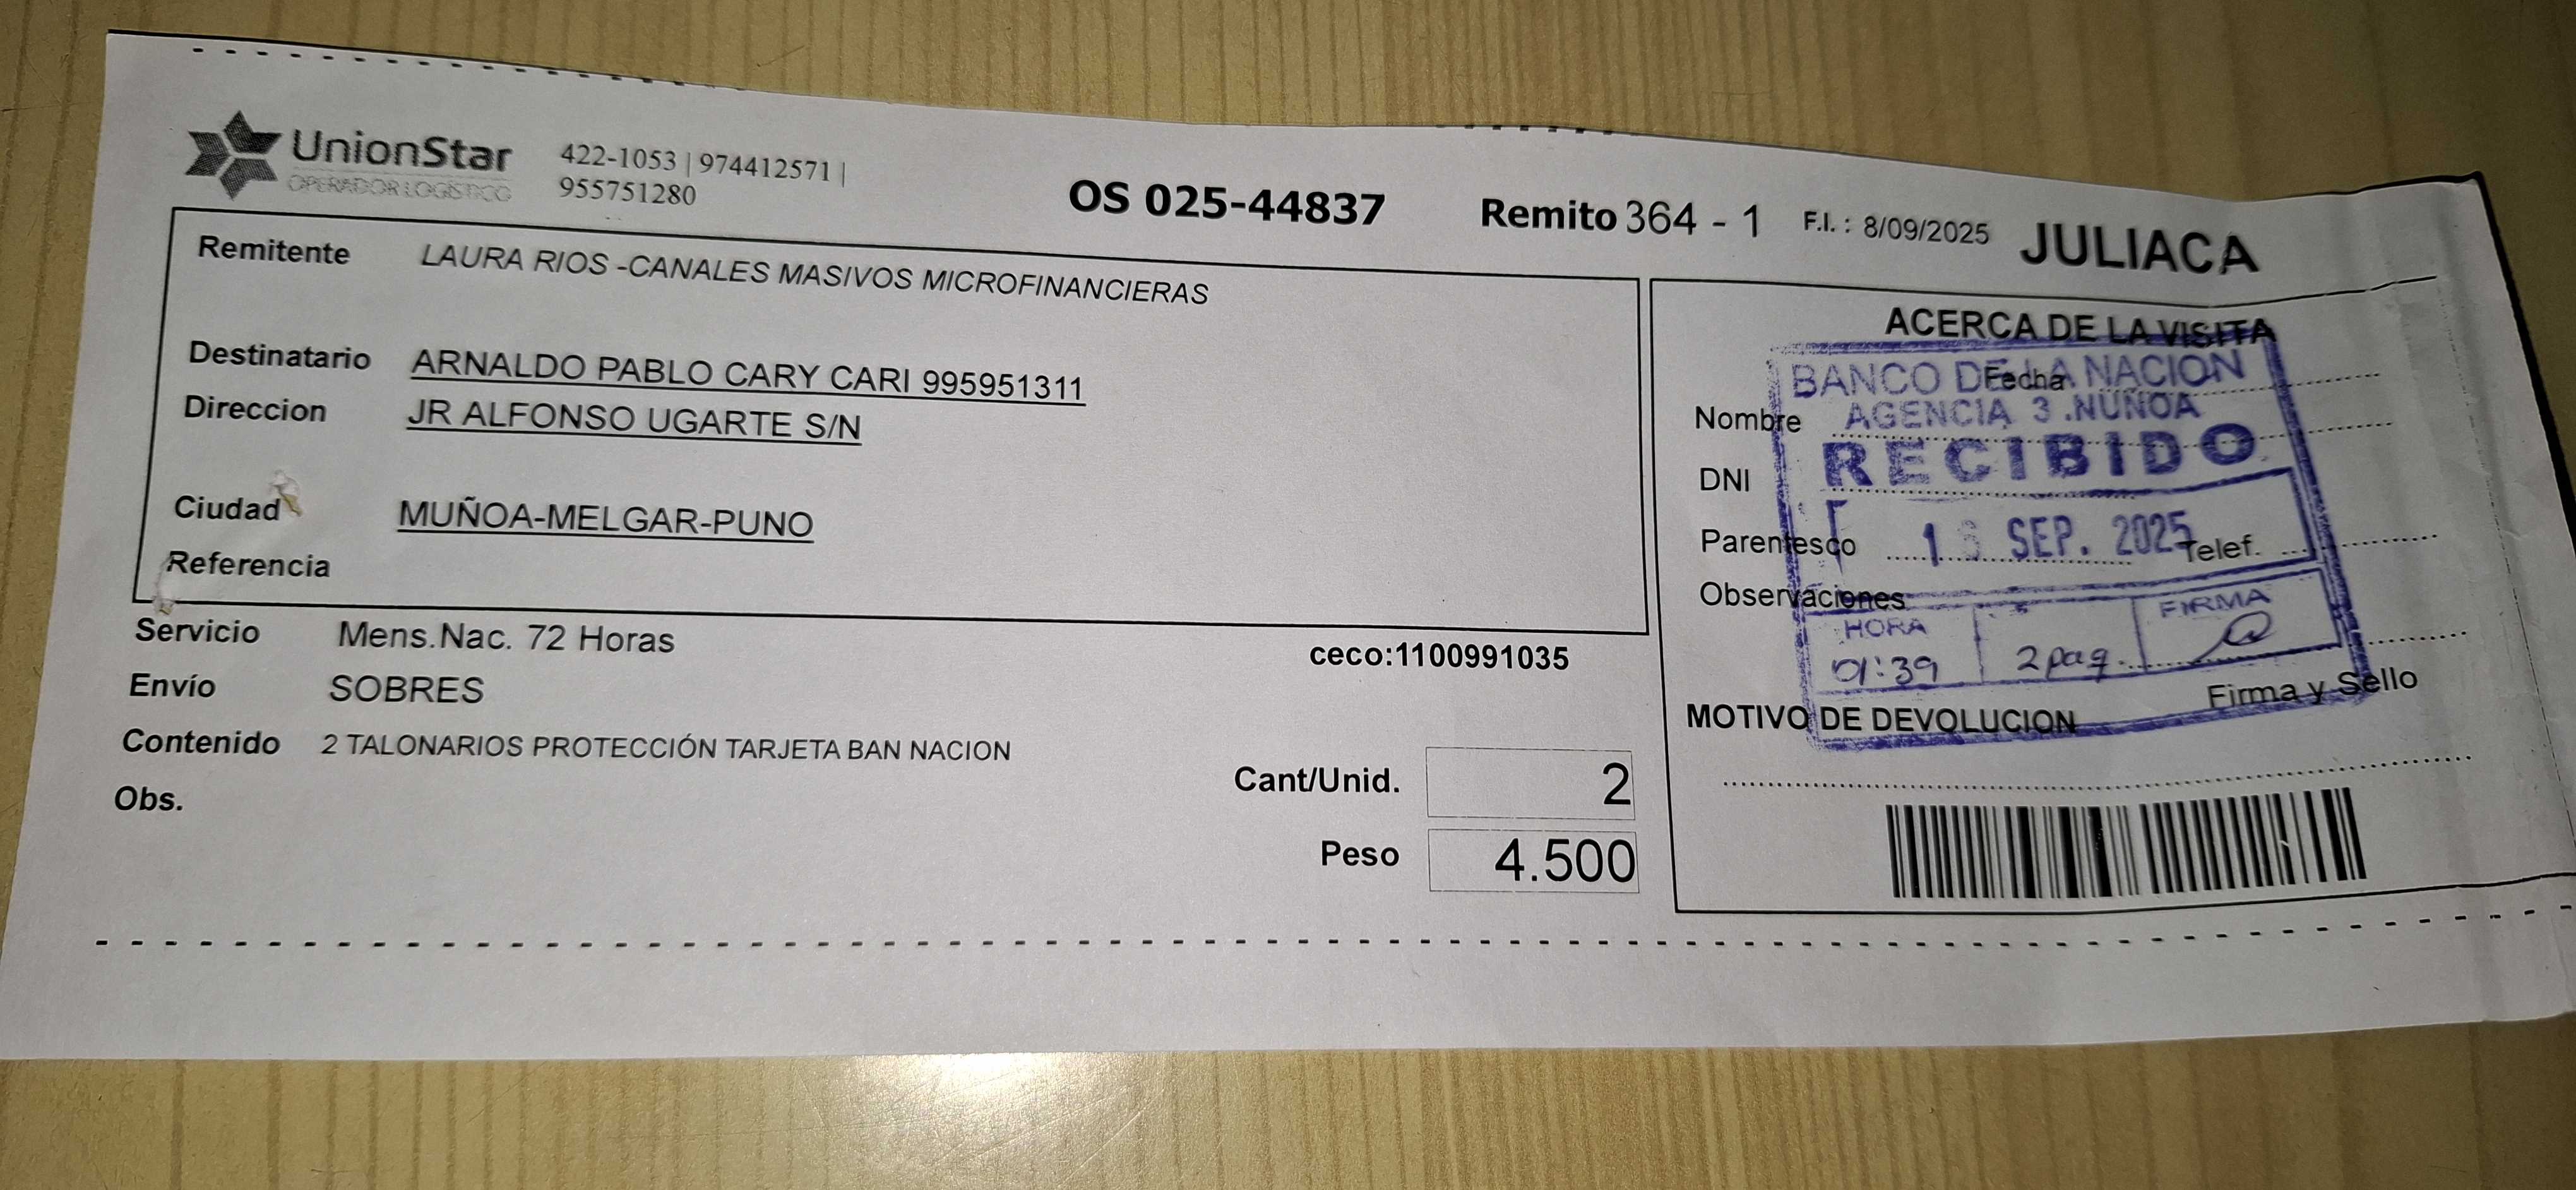 UnionStar
OPERADOR LOGÍSTICO
422-1053 | 974412571 |
955751280
OS 025-44837
Remito 364 - 1
F.I. : 8/09/2025
JULIACA
Remitente LAURA RIOS -CANALES MASIVOS MICROFINANCIERAS
Destinatario ARNALDO PABLO CARY CARI 995951311
Direccion JR ALFONSO UGARTE S/N
Ciudad MUÑOA-MELGAR-PUNO
Referencia
Servicio Mens.Nac. 72 Horas
ceco:1100991035
Envío SOBRES
Contenido 2 TALONARIOS PROTECCIÓN TARJETA BAN NACION
Obs.
Cant/Unid. 2
Peso 4.500
ACERCA DE LA VISITA
Fecha
Nombre
DNI
Parentesco
Telef.
Observaciones
Firma y Sello
MOTIVO DE DEVOLUCION
BANCO DE LA NACION
AGENCIA 3 .NUÑOA
RECIBIDO
SEP. 2025
HORA
01:39
2 pag.
FIRMA